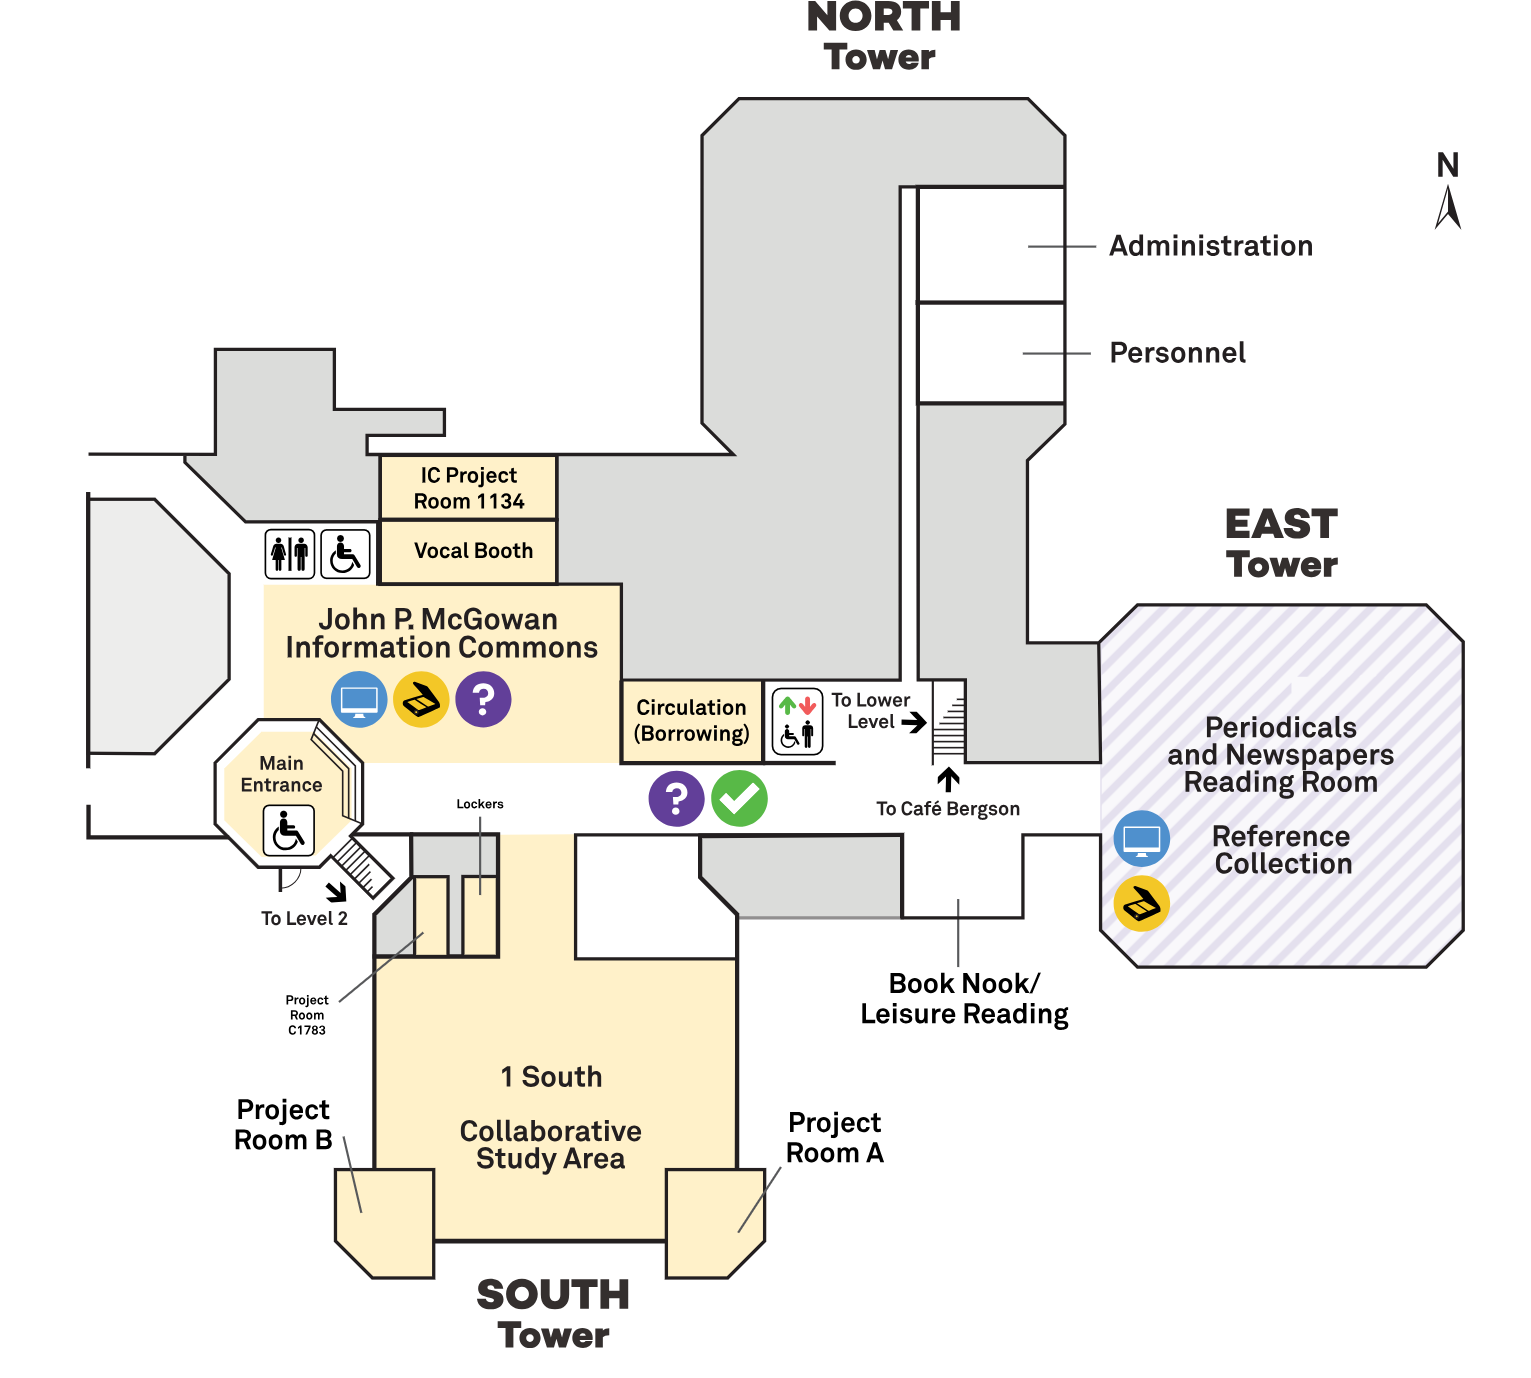 NORTH
Tower
N
Administration
Personnel
IC Project
Room 1134
Vocal Booth
EAST
Tower
John P. McGowan
Information Commons
?
Circulation
(Borrowing)
To Lower
Level
Periodicals
and Newspapers
Reading Room
Main
Entrance
?
Lockers
To Café Bergson
Reference
Collection
To Level 2
Book Nook/
Leisure Reading
Project
Room
C1783
1 South
Collaborative
Study Area
Project
Room B
Project
Room A
SOUTH
Tower